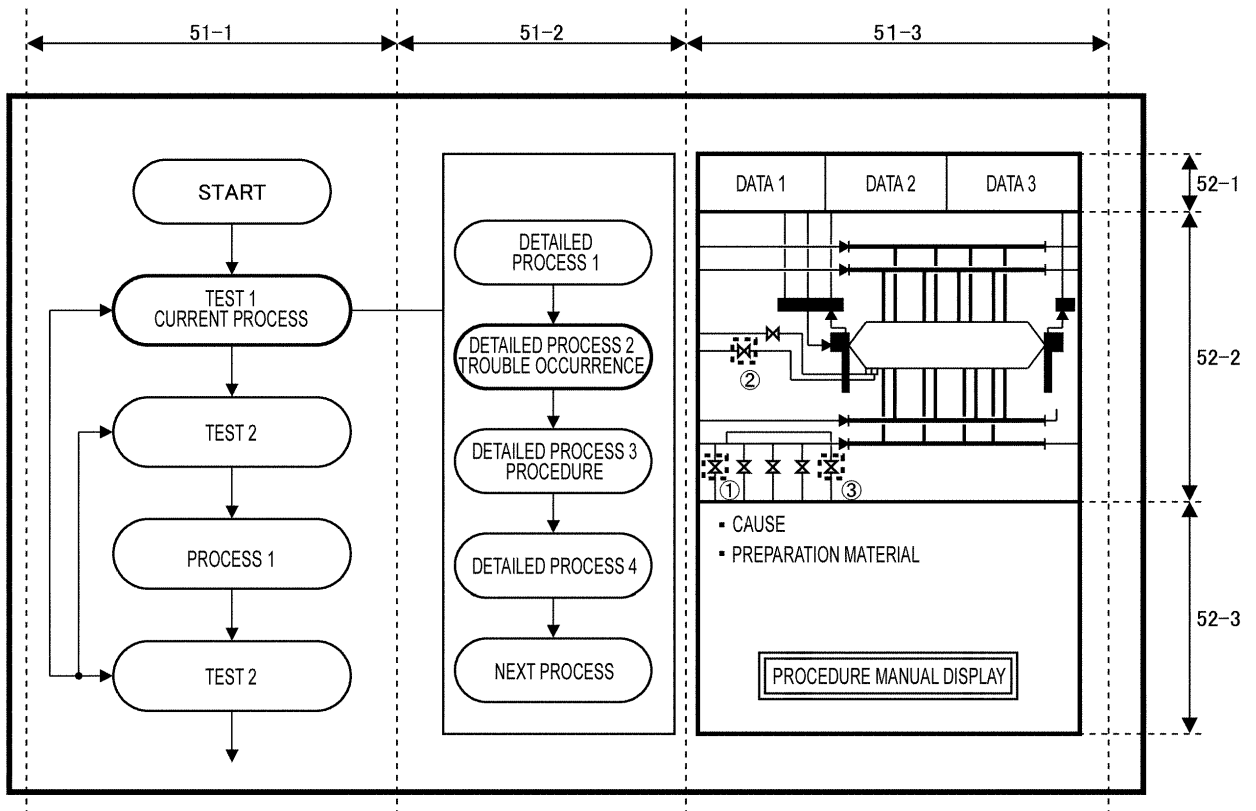 51-1
51-2
51-3
START
TEST 1
CURRENT PROCESS
TEST 2
PROCESS 1
TEST 2
DETAILED
PROCESS 1
DETAILED PROCESS 2
TROUBLE OCCURRENCE
DETAILED PROCESS 3
PROCEDURE
DETAILED PROCESS 4
NEXT PROCESS
DATA 1
DATA 2
DATA 3
②
①
③
▪ CAUSE
▪ PREPARATION MATERIAL
PROCEDURE MANUAL DISPLAY
52-1
52-2
52-3